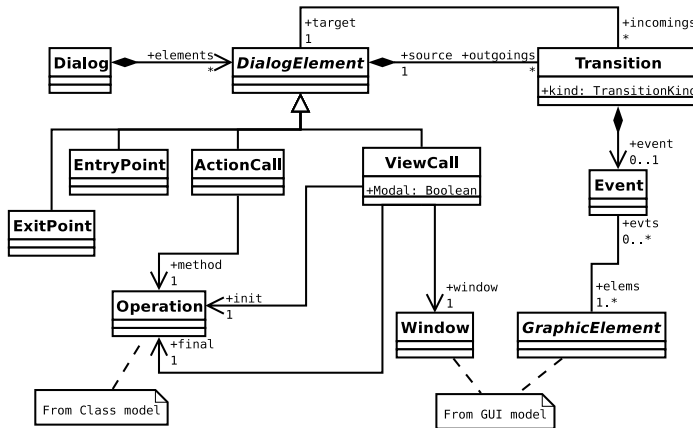 +target
1
+incomings
*
Dialog
+elements
*
DialogElement
+source
1
+outgoings
*
Transition
+kind: TransitionKind
EntryPoint
ActionCall
ViewCall
+Modal: Boolean
+event
0..1
Event
ExitPoint
+evts
0..*
+method
1
Operation
+init
1
+window
1
+elems
1.*
Window
GraphicElement
+final
1
From Class model
From GUI model